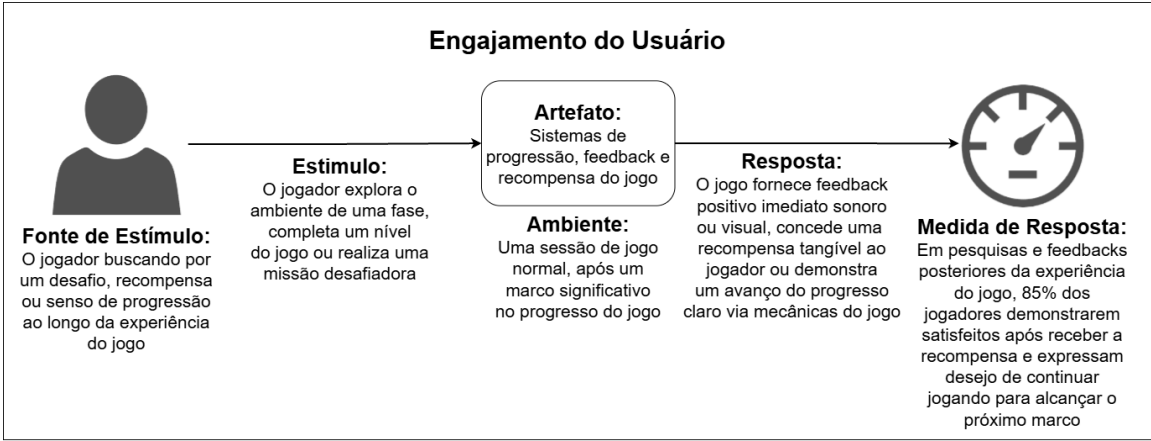 Engajamento do Usuário
Fonte de Estímulo:
O jogador buscando por
um desafio, recompensa
ou senso de progressão
ao longo da experiência
do jogo
Estimulo:
O jogador explora o
ambiente de uma fase,
completa um nível
do jogo ou realiza uma
missão desafiadora
Artefato:
Sistemas de
progressão, feedback e
recompensa do jogo
Ambiente:
Uma sessão de jogo
normal, após um
marco significativo
no progresso do jogo
Resposta:
O jogo fornece feedback
positivo imediato sonoro
ou visual, concede uma
recompensa tangível ao
jogador ou demonstra
um avanço do progresso
claro via mecânicas do jogo
Medida de Resposta:
Em pesquisas e feedbacks
posteriores da experiência
do jogo, 85% dos
jogadores demonstrarem
satisfeitos após receber a
recompensa e expressam
desejo de continuar
jogando para alcançar o
próximo marco